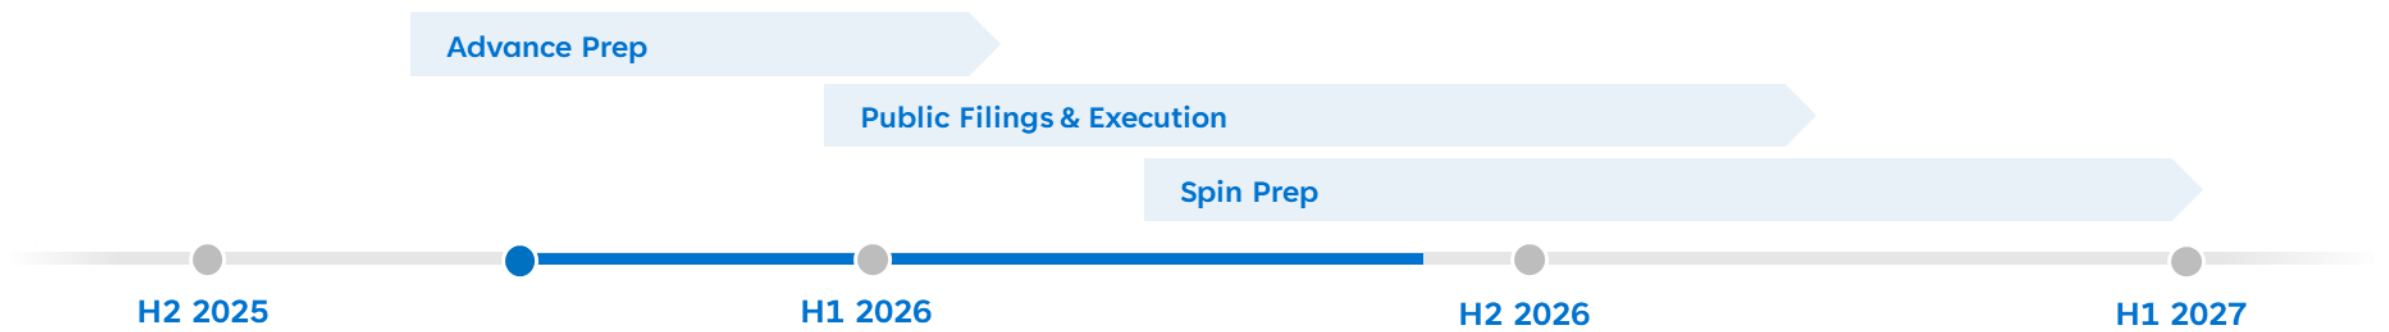 Advance Prep
Public Filings & Execution
Spin Prep
H2 2025
H1 2026
H2 2026
H1 2027